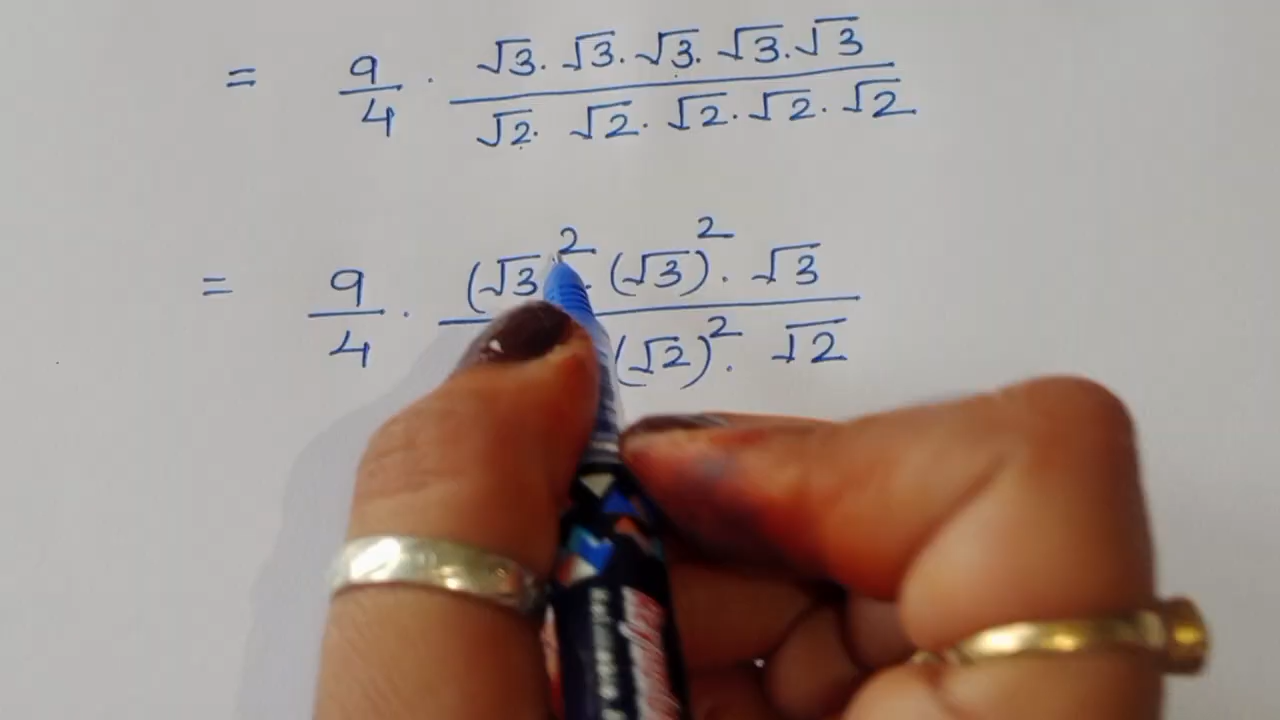 = 9/4 · √3. √3. √3. √3. √3 / √2. √2. √2. √2. √2
= 9/4 · (√3 ² . (√3)² . √3 / (√2)² . √2